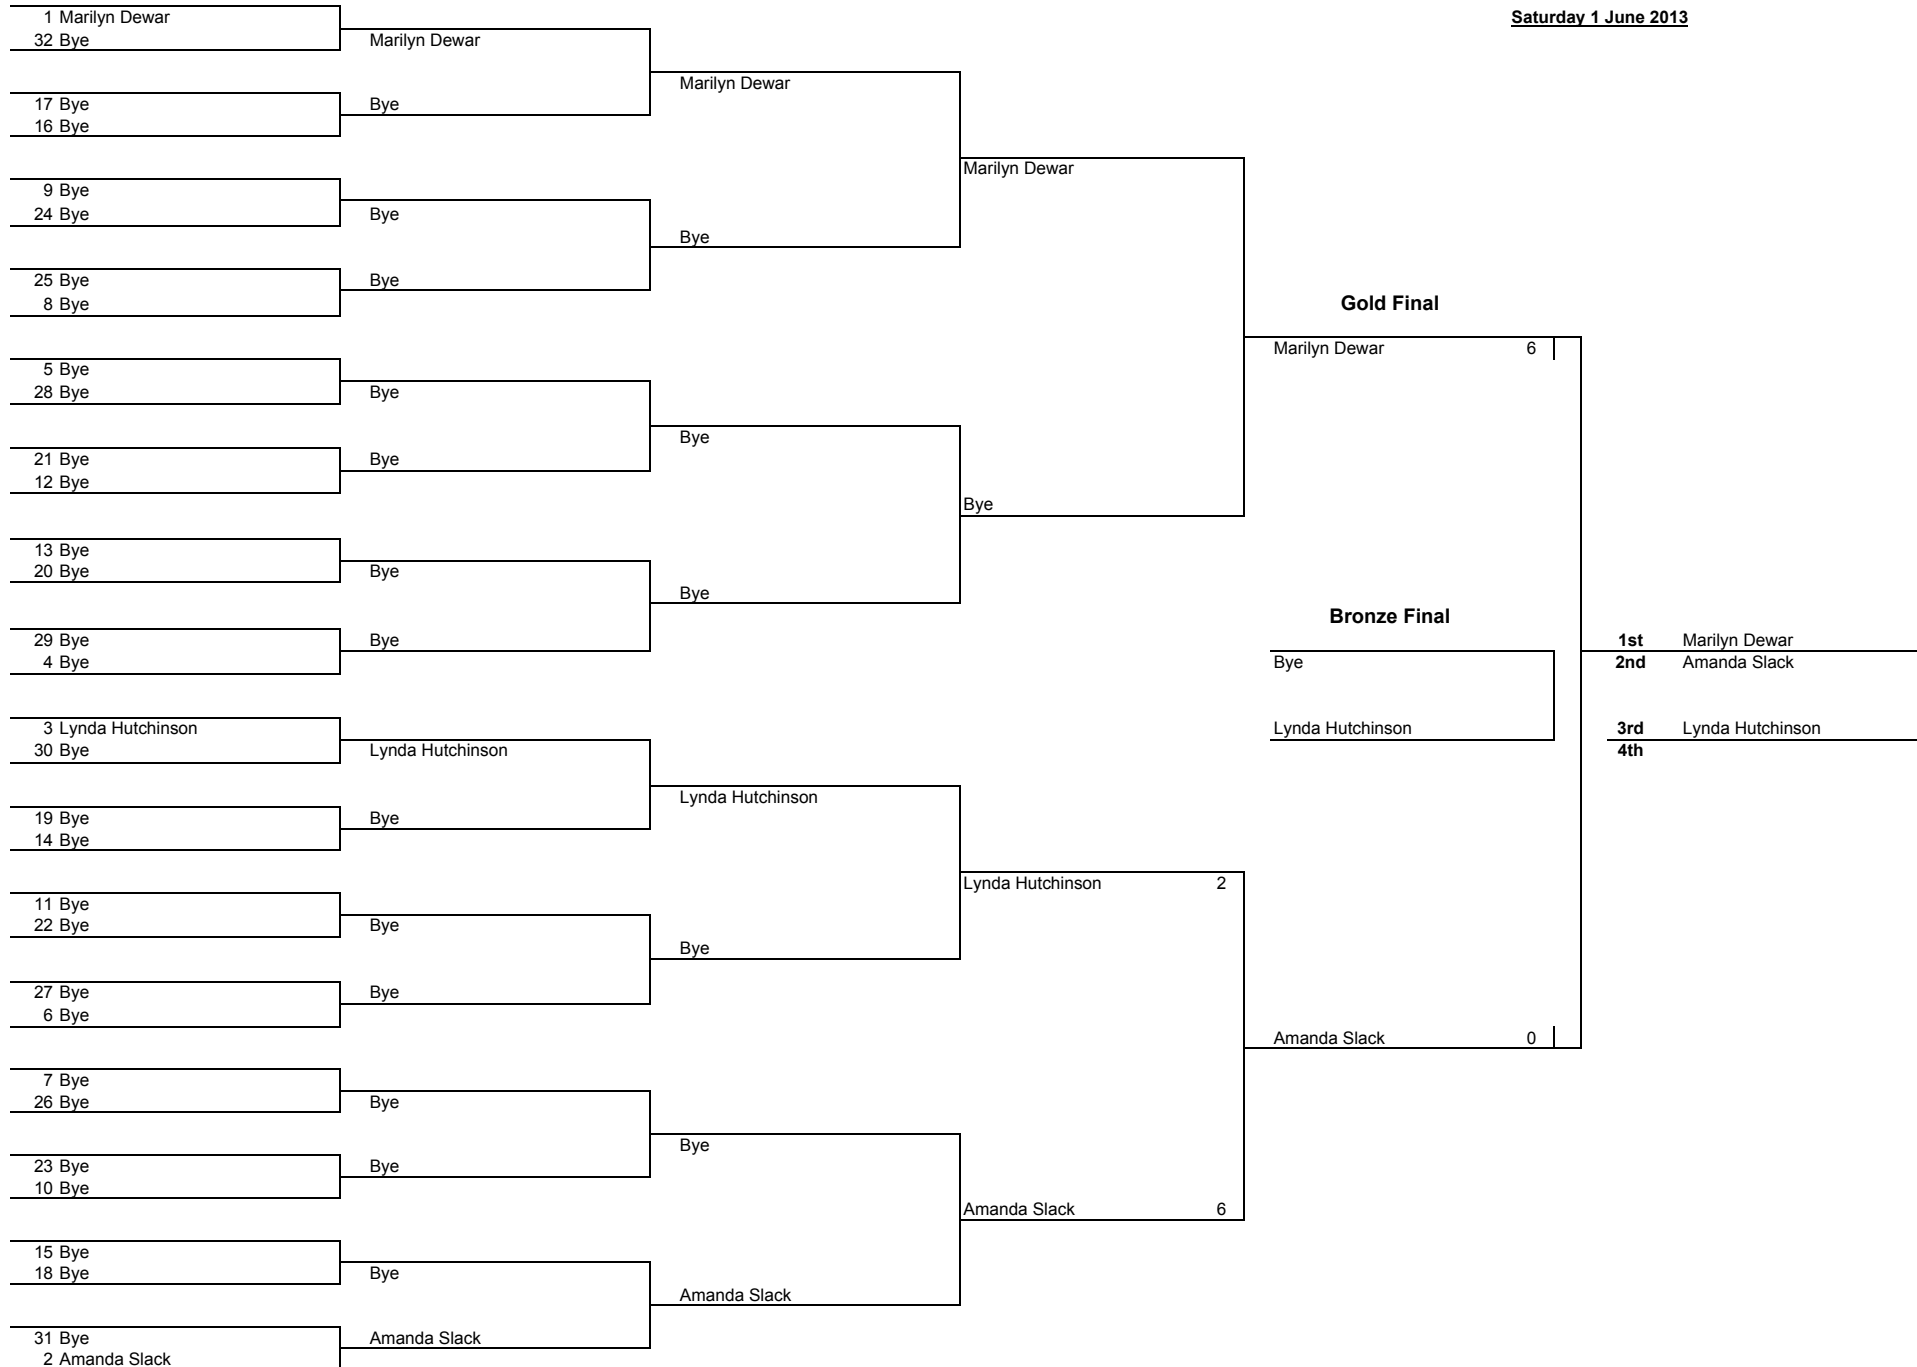 Saturday 1 June 2013
1 Marilyn Dewar
32 Bye
17 Bye
16 Bye
9 Bye
24 Bye
25 Bye
8 Bye
5 Bye
28 Bye
21 Bye
12 Bye
13 Bye
20 Bye
29 Bye
4 Bye
3 Lynda Hutchinson
30 Bye
19 Bye
14 Bye
11 Bye
22 Bye
27 Bye
6 Bye
7 Bye
26 Bye
23 Bye
10 Bye
15 Bye
18 Bye
31 Bye
2 Amanda Slack
Marilyn Dewar
Bye
Bye
Bye
Bye
Bye
Bye
Bye
Lynda Hutchinson
Bye
Bye
Bye
Bye
Bye
Bye
Amanda Slack
Marilyn Dewar
Bye
Bye
Bye
Lynda Hutchinson
Bye
Bye
Amanda Slack
Marilyn Dewar
Bye
Lynda Hutchinson 2
Amanda Slack 6
Gold Final
Marilyn Dewar 6
Amanda Slack 0
Bronze Final
Bye
Lynda Hutchinson
1st Marilyn Dewar
2nd Amanda Slack
3rd Lynda Hutchinson
4th